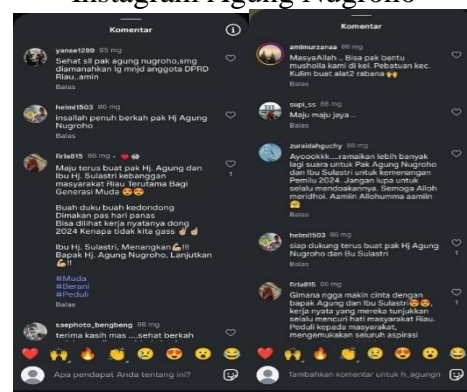 Instagram Agung Nugroho
Komentar
yanae1289 85 mg
Sehat sll pak agung nugroho,smg
diamanahkan lg mnjd anggota DPRD
Riau..amin
Balas
helmi1503 86 mg
insallah penuh berkah pak Hj Agung
Nugroho
Balas
firla815 86 mg
Maju terus buat pak Hj. Agung dan
Ibu Hj. Sulastri kebanggan
masyarakat Riau Terutama Bagi
Generasi Muda
Buah duku buah kedondong
Dimakan pas hari panas
Bisa dilihat kerja nyatanya dong
2024 Kenapa tidak kita gass
Ibu Hj. Sulastri, Menangkan !!!
Bapak Hj. Agung Nugroho. Lanjutkan
!!
#Muda
#Berani
#Peduli
Balas
1
saephoto_bengbeng 86 mg
terima kasih mas ....sehat berkah
Apa pendapat Anda tentang ini?
Komentar
amimurzanaa 86 mg
MasyaAllah .. Bisa pak bantu
musholla kami di kel. Pebatuan kec.
Kulim buat alat2 rabana
Balas
supi_ss 86 mg
Maju maju jaya...
Balas
zuraidahguchy 85 mg
Ayoookkk....ramaikan lebih banyak
lagi suara untuk Pak Agung Nugroho
dan Ibu Sulastri untuk kemenangan
Pemilu 2024. Jangan lupa untuk
selalu mendoakannya. Semoga Alloh
meridhoi. Aamiin Allohumma aamiin
Balas
helmi1503 86 mg
siap dukung terus buat pak Hj Agung
Nugroho dan Bu Sulastri
Balas
1
firla815 86 mg
Gimana ngga makin cinta dengan
bapak Agung dan Ibu Sulastri ,
kerja nyata yang mereka tunjukkan
selalu mencuri hati masyarakat Riau.
Peduli kepada masyarakat,
mengemukakan seluruh aspirasi
1
Tambahkan komentar untuk h_agungn